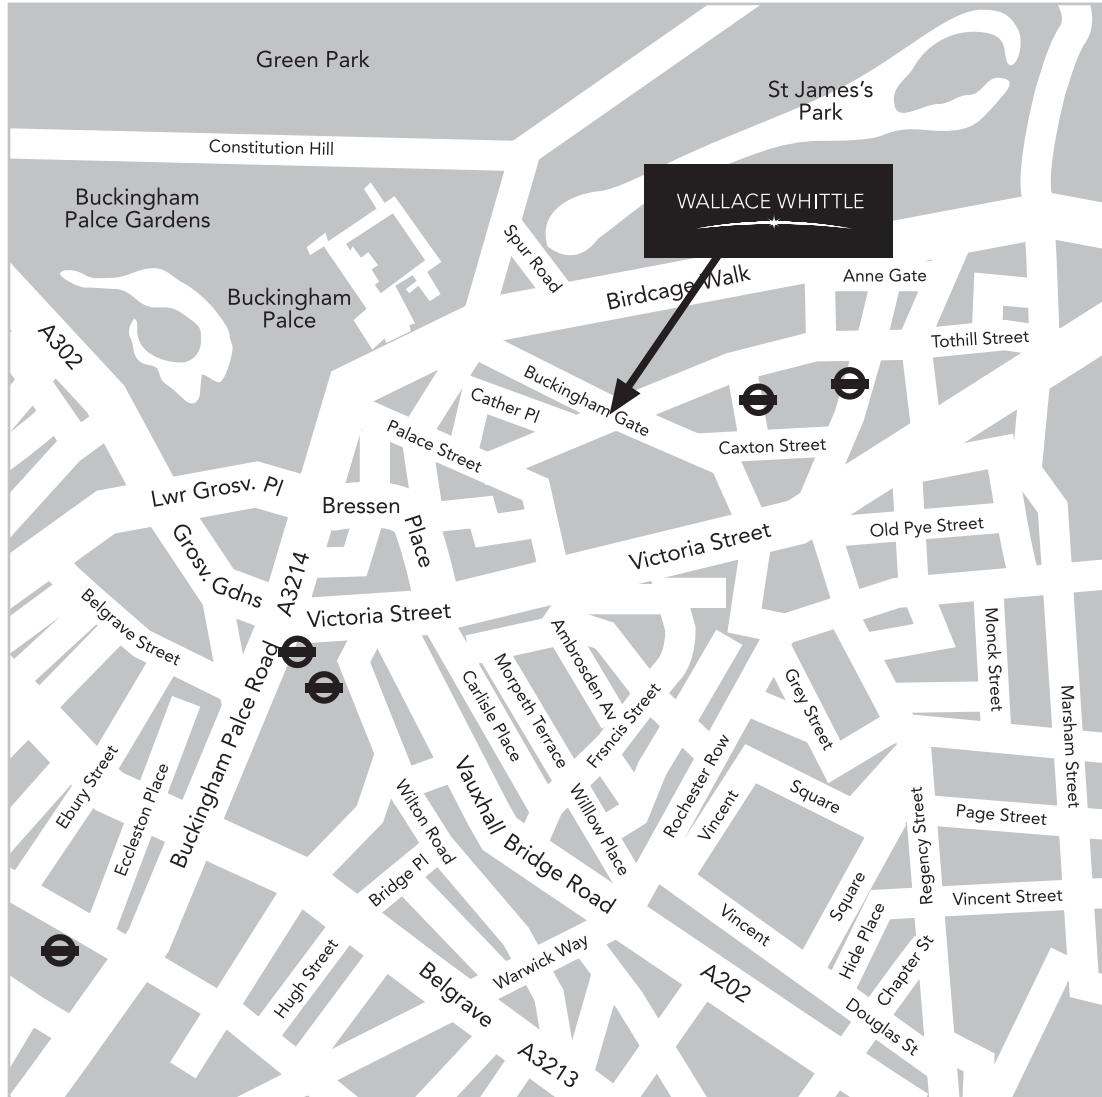 Green Park
St James's
Park
Constitution Hill
Buckingham
Palce Gardens
WALLACE WHITTLE
Spur Road
Buckingham
Palce
Birdcage Walk
Anne Gate
A302
Tothill Street
Buckingham Gate
Cather Pl
Palace Street
Caxton Street
Lwr Grosv. Pl
Bressen
Place
Old Pye Street
Victoria Street
Grosv. Gdns
A3214
Victoria Street
Belgrave Street
Monck Street
Ambrosden Av
Morpeth Terrace
Carlisle Place
Frsncis Street
Grey Street
Marsham Street
Buckingham Palce Road
Ebury Street
Eccleston Place
Wilton Road
Vauxhall Bridge Road
Willlow Place
Rochester Row
Vincent
Square
Regency Street
Page Street
Bridge Pl
Vincent
Square
Hide Place
Vincent Street
Chapter St
Warwick Way
Hugh Street
Belgrave
A202
Douglas St
A3213